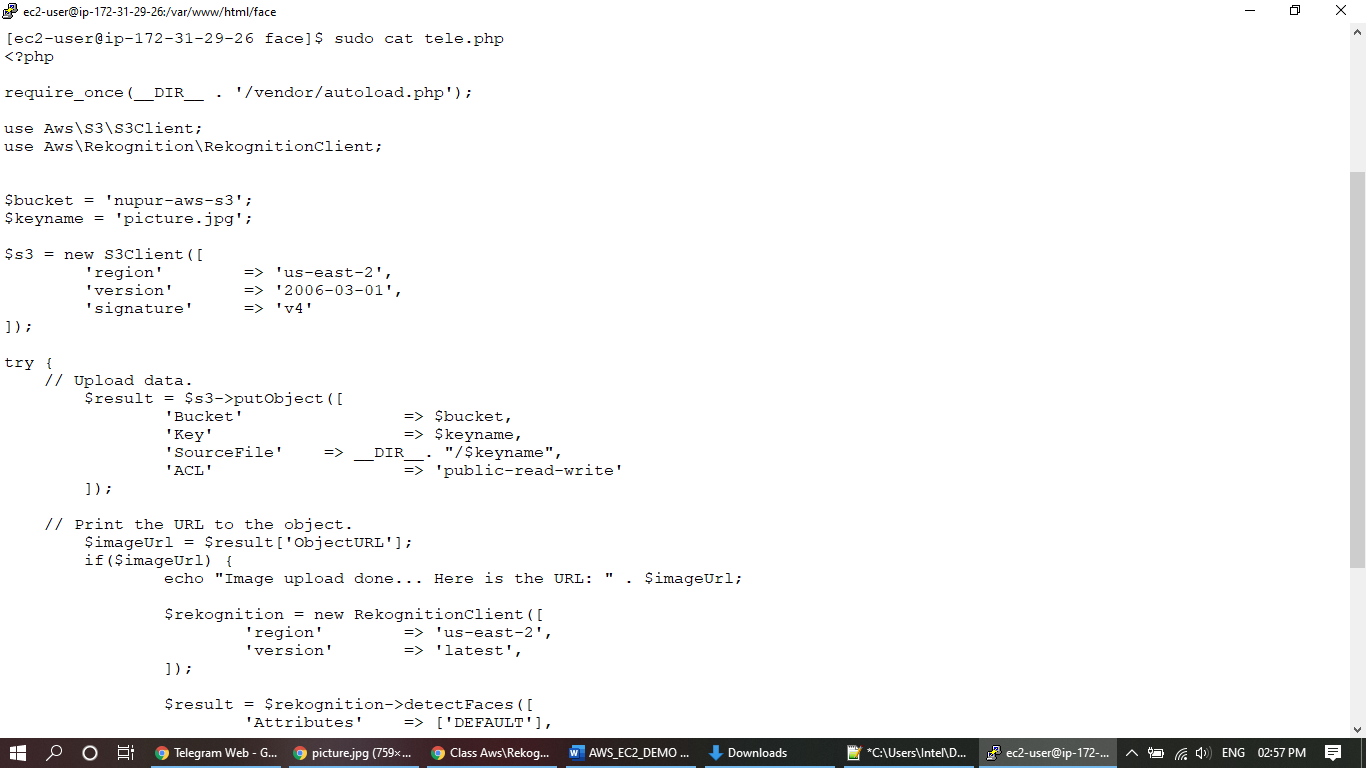 ec2-user@ip-172-31-29-26:/var/www/html/face
[ec2-user@ip-172-31-29-26 face]$ sudo cat tele.php
<?php
require_once(__DIR__ . '/vendor/autoload.php');
use Aws\S3\S3Client;
use Aws\Rekognition\RekognitionClient;
$bucket = 'nupur-aws-s3';
$keyname = 'picture.jpg';
$s3 = new S3Client([
        'region'        => 'us-east-2',
        'version'       => '2006-03-01',
        'signature'     => 'v4'
]);
try {
    // Upload data.
        $result = $s3->putObject([
                'Bucket'                => $bucket,
                'Key'                   => $keyname,
                'SourceFile'    => __DIR__. "/$keyname",
                'ACL'                   => 'public-read-write'
        ]);
    // Print the URL to the object.
        $imageUrl = $result['ObjectURL'];
        if($imageUrl) {
                echo "Image upload done... Here is the URL: " . $imageUrl;
                $rekognition = new RekognitionClient([
                        'region'        => 'us-east-2',
                        'version'       => 'latest',
                ]);
                $result = $rekognition->detectFaces([
                        'Attributes'    => ['DEFAULT'],
Telegram Web - G... picture.jpg (759×... Class Aws\Rekog... AWS_EC2_DEMO ... Downloads *C:\Users\Intel\D... ec2-user@ip-172-... ENG 02:57 PM